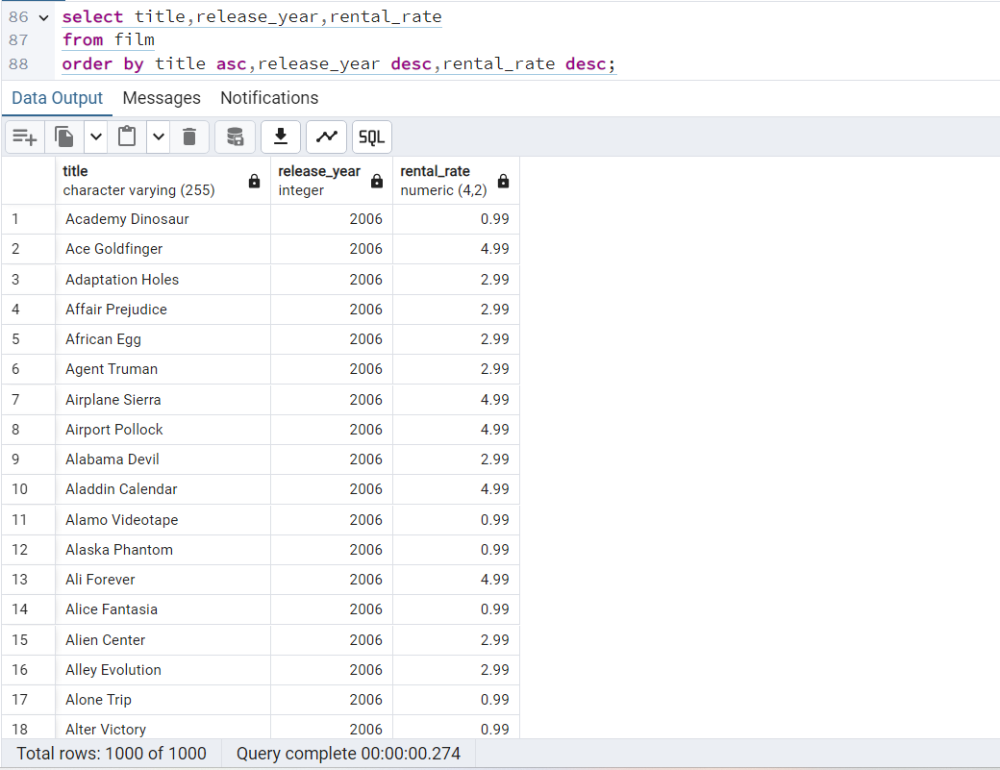 86 select title,release_year,rental_rate
87 from film
88 order by title asc,release_year desc,rental_rate desc;
Data Output Messages Notifications
SQL
title release_year rental_rate
character varying (255) integer numeric (4,2)
1 Academy Dinosaur 2006 0.99
2 Ace Goldfinger 2006 4.99
3 Adaptation Holes 2006 2.99
4 Affair Prejudice 2006 2.99
5 African Egg 2006 2.99
6 Agent Truman 2006 2.99
7 Airplane Sierra 2006 4.99
8 Airport Pollock 2006 4.99
9 Alabama Devil 2006 2.99
10 Aladdin Calendar 2006 4.99
11 Alamo Videotape 2006 0.99
12 Alaska Phantom 2006 0.99
13 Ali Forever 2006 4.99
14 Alice Fantasia 2006 0.99
15 Alien Center 2006 2.99
16 Alley Evolution 2006 2.99
17 Alone Trip 2006 0.99
18 Alter Victory 2006 0.99
Total rows: 1000 of 1000 Query complete 00:00:00.274